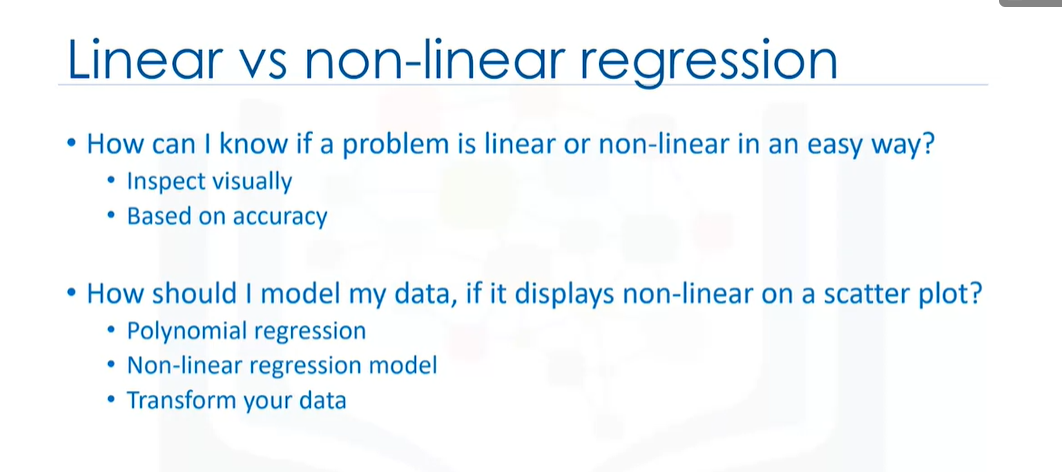 Linear vs non-linear regression
• How can I know if a problem is linear or non-linear in an easy way?
• Inspect visually
• Based on accuracy
• How should I model my data, if it displays non-linear on a scatter plot?
• Polynomial regression
• Non-linear regression model
• Transform your data